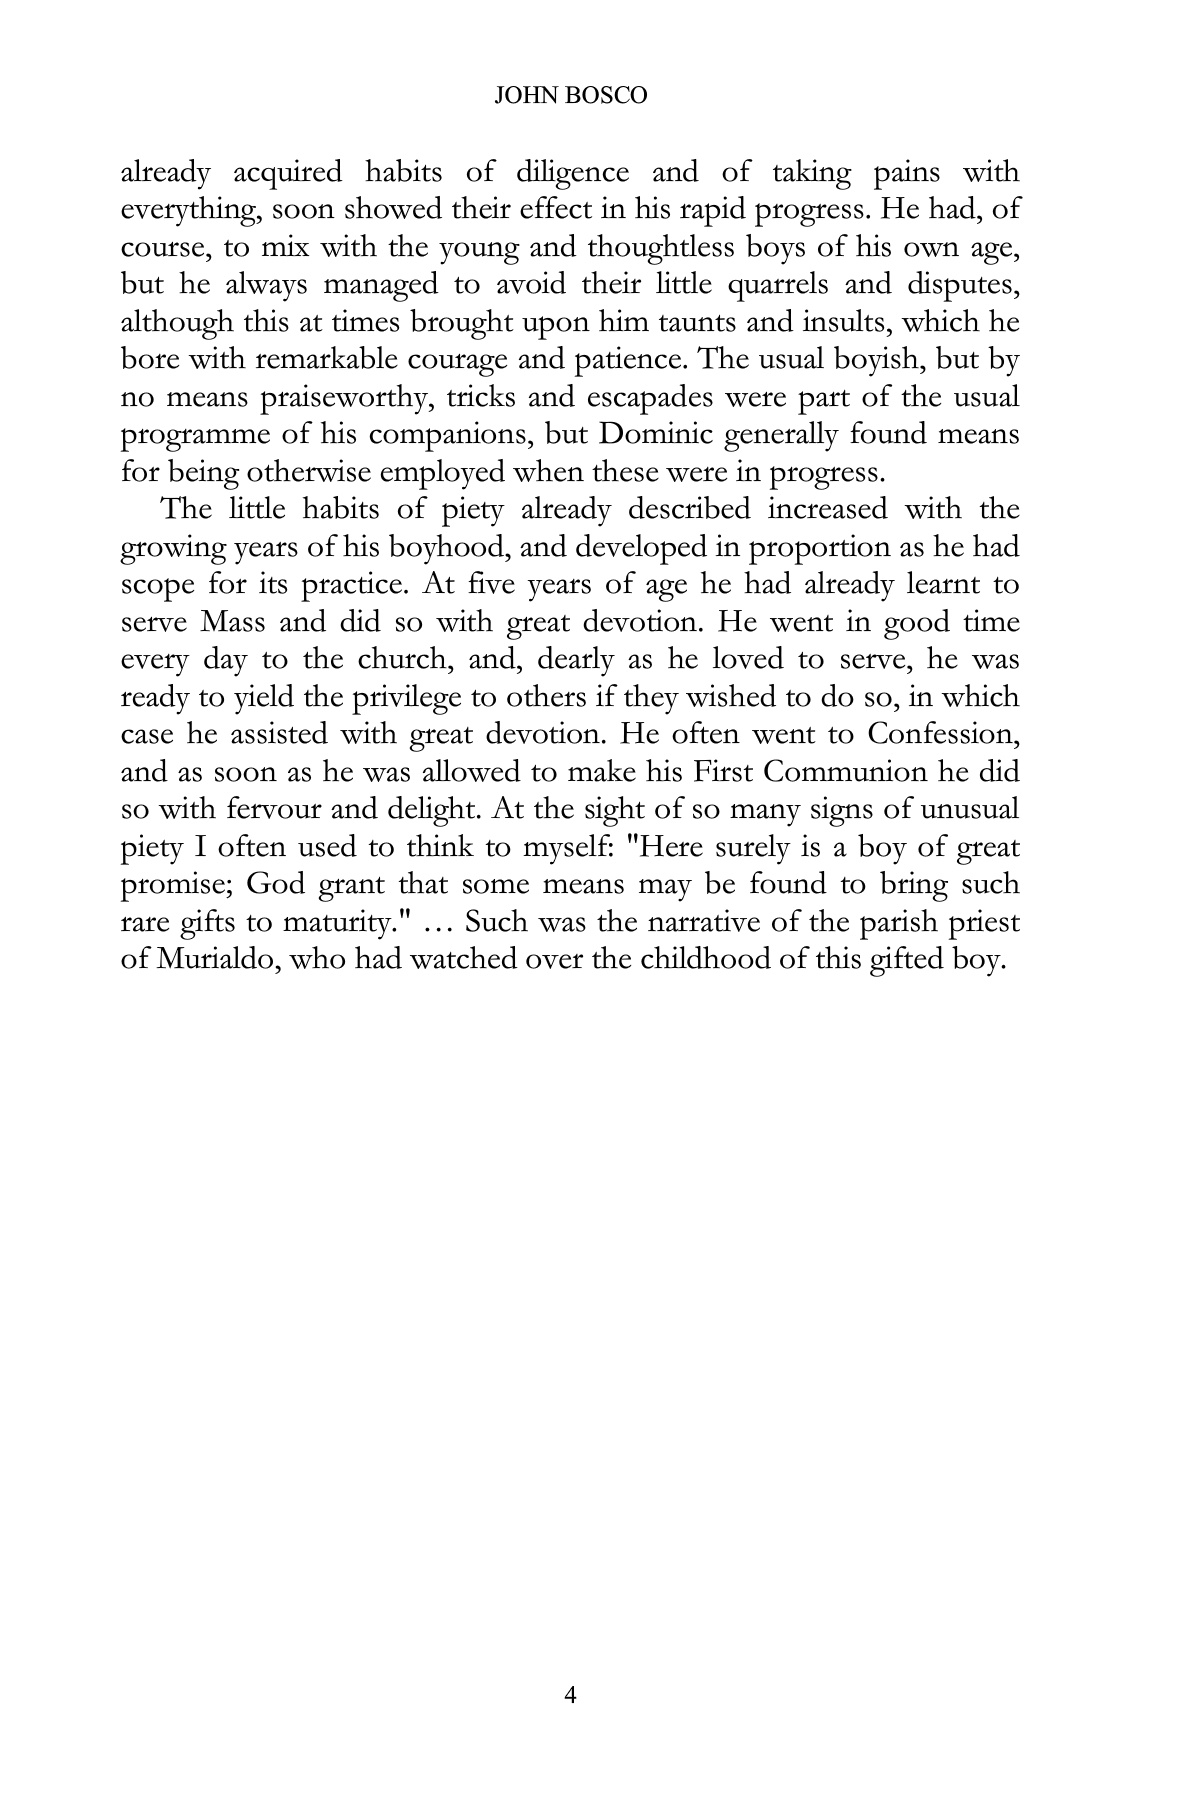 JOHN BOSCO
already acquired habits of diligence and of taking pains with
everything, soon showed their effect in his rapid progress. He had, of
course, to mix with the young and thoughtless boys of his own age,
but he always managed to avoid their little quarrels and disputes,
although this at times brought upon him taunts and insults, which he
bore with remarkable courage and patience. The usual boyish, but by
no means praiseworthy, tricks and escapades were part of the usual
programme of his companions, but Dominic generally found means
for being otherwise employed when these were in progress.
The little habits of piety already described increased with the
growing years of his boyhood, and developed in proportion as he had
scope for its practice. At five years of age he had already learnt to
serve Mass and did so with great devotion. He went in good time
every day to the church, and, dearly as he loved to serve, he was
ready to yield the privilege to others if they wished to do so, in which
case he assisted with great devotion. He often went to Confession,
and as soon as he was allowed to make his First Communion he did
so with fervour and delight. At the sight of so many signs of unusual
piety I often used to think to myself: "Here surely is a boy of great
promise; God grant that some means may be found to bring such
rare gifts to maturity." … Such was the narrative of the parish priest
of Murialdo, who had watched over the childhood of this gifted boy.
4